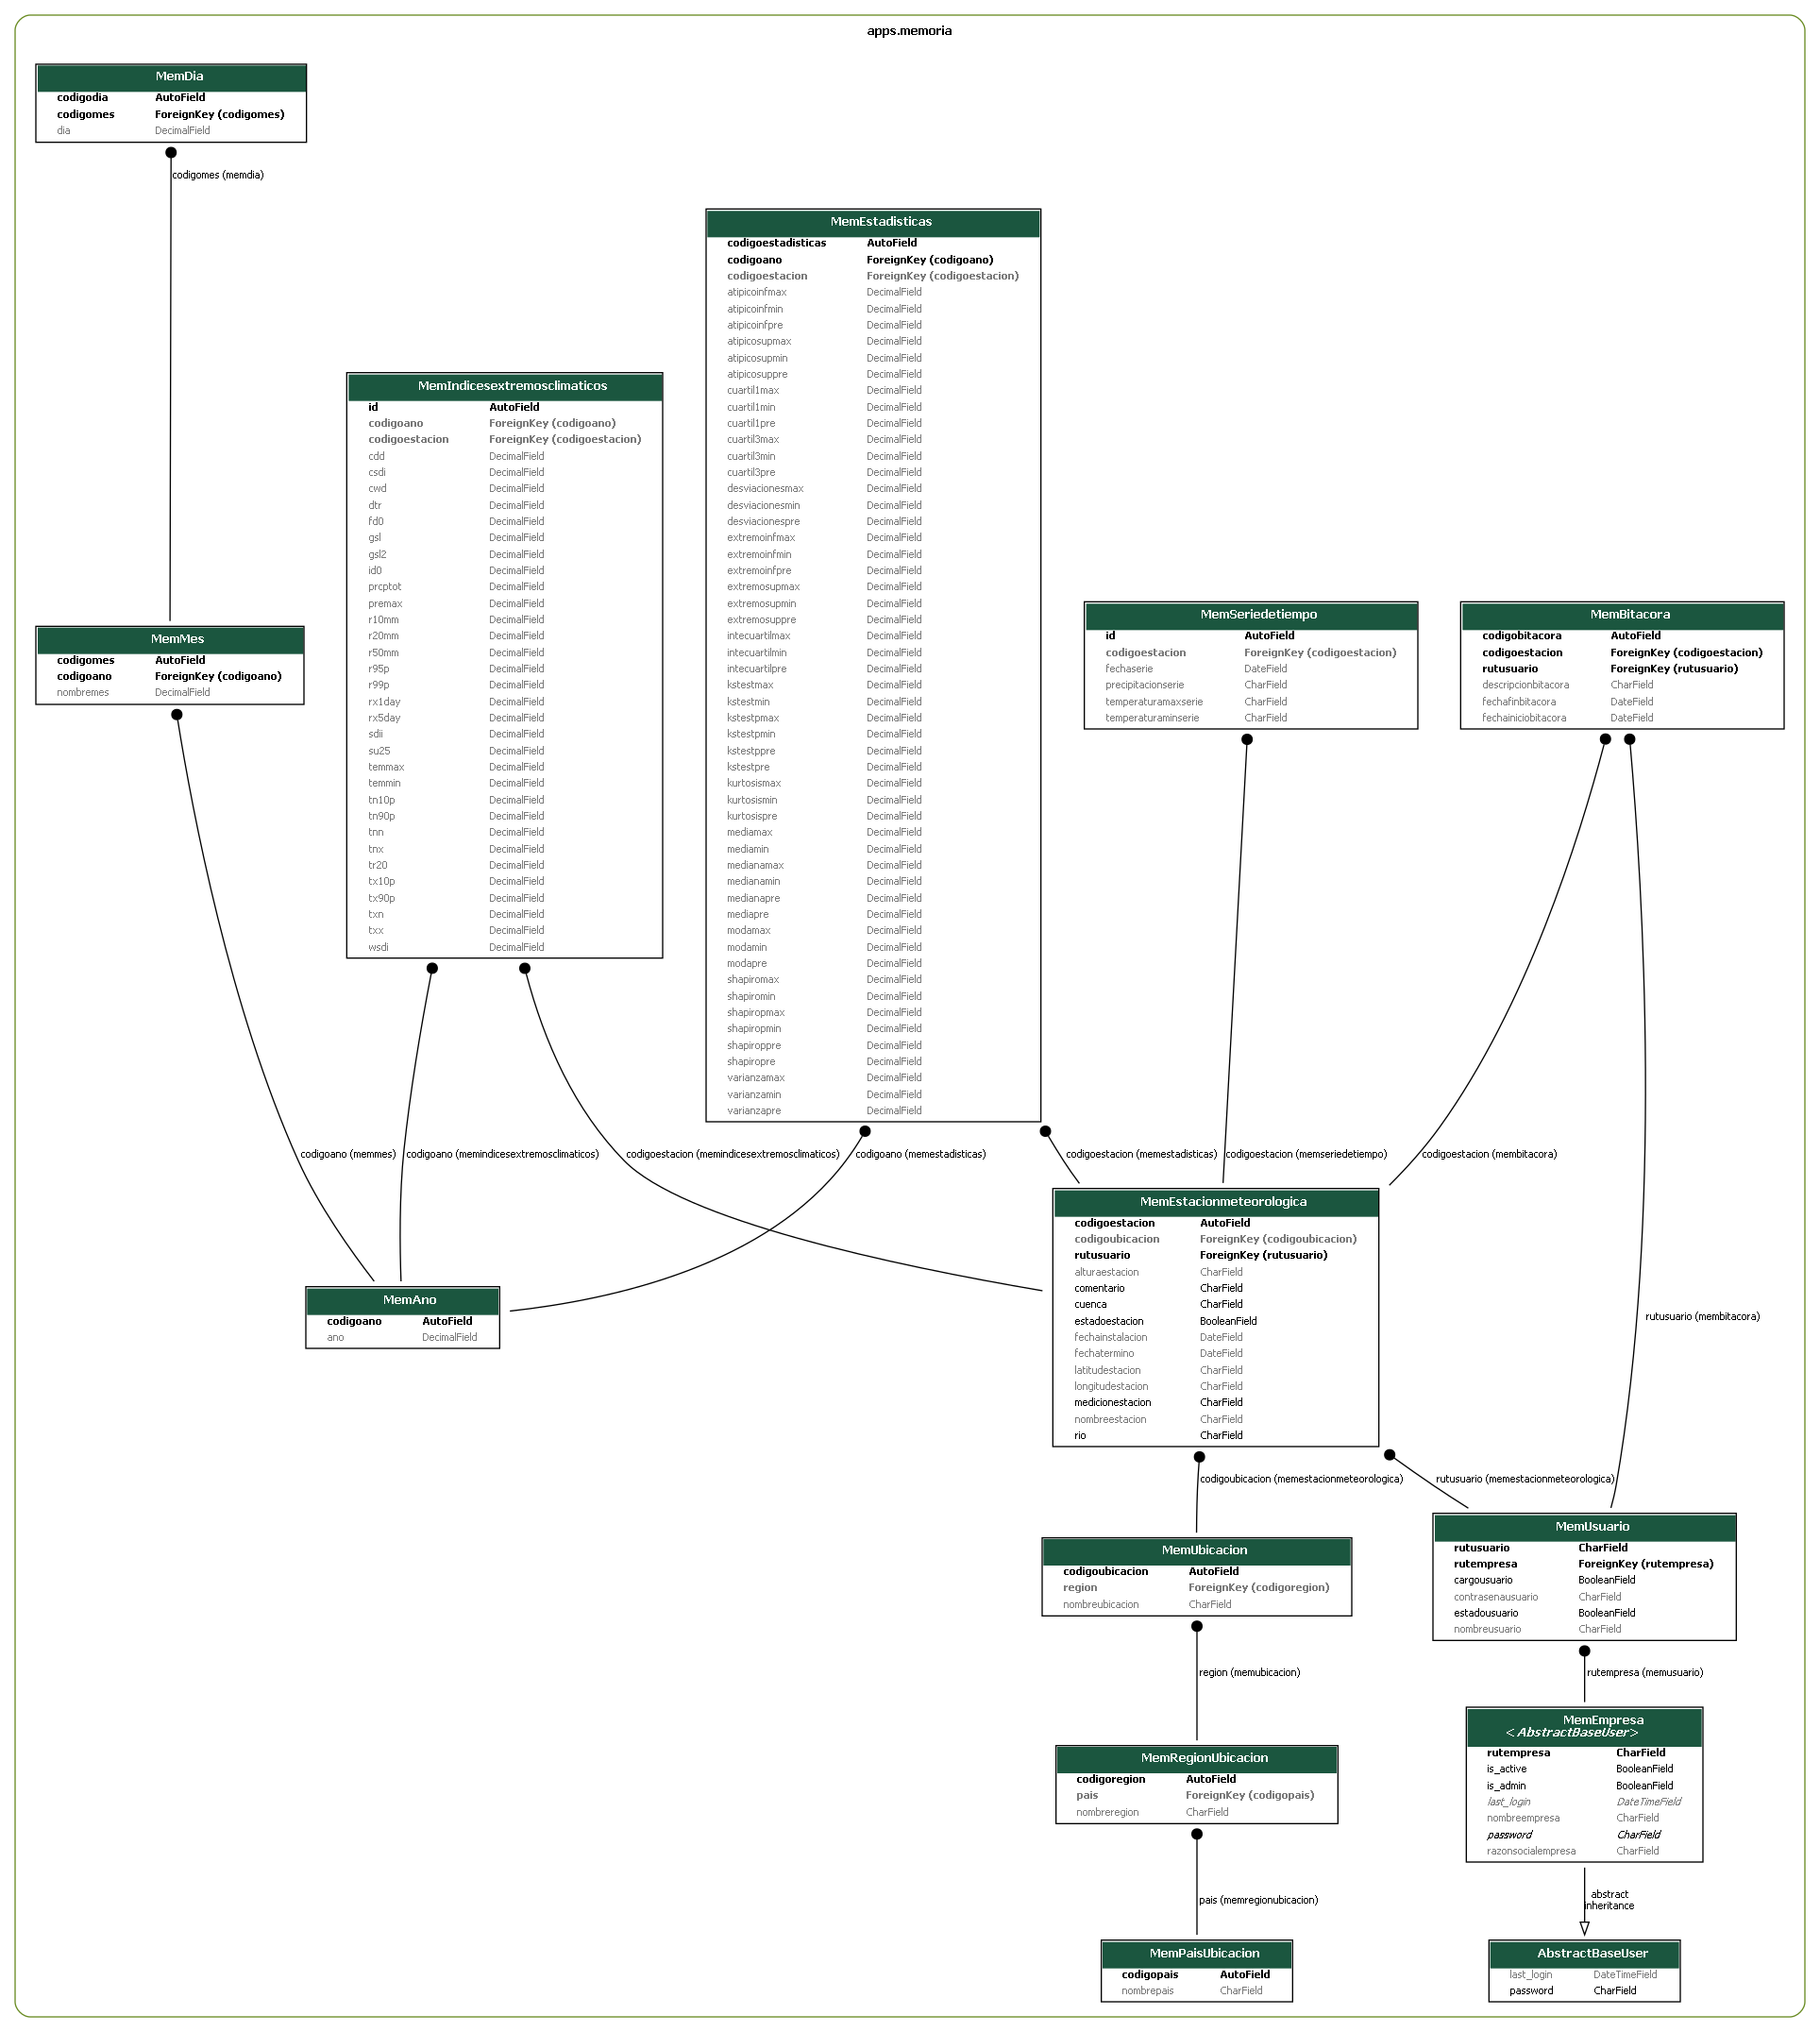 apps.memoria
MemDia
codigodia AutoField
codigomes ForeignKey (codigomes)
dia DecimalField
codigomes (memdia)
MemEstadisticas
codigoestadisticas AutoField
codigoano ForeignKey (codigoano)
codigoestacion ForeignKey (codigoestacion)
atipicoinfmax DecimalField
atipicoinfmin DecimalField
atipicoinfpre DecimalField
atipicosupmax DecimalField
atipicosupmin DecimalField
atipicosuppre DecimalField
cuartil1max DecimalField
cuartil1min DecimalField
cuartil1pre DecimalField
cuartil3max DecimalField
cuartil3min DecimalField
cuartil3pre DecimalField
desviacionesmax DecimalField
desviacionesmin DecimalField
desviacionespre DecimalField
extremoinfmax DecimalField
extremoinfmin DecimalField
extremoinfpre DecimalField
extremosupmax DecimalField
extremosupmin DecimalField
extremosuppre DecimalField
intecuartilmax DecimalField
intecuartilmin DecimalField
intecuartilpre DecimalField
kstestmax DecimalField
kstestmin DecimalField
kstestpmax DecimalField
kstestpmin DecimalField
kstestppre DecimalField
kstestpre DecimalField
kurtosismax DecimalField
kurtosismin DecimalField
kurtosispre DecimalField
mediamax DecimalField
mediamin DecimalField
medianamax DecimalField
medianamin DecimalField
medianapre DecimalField
mediapre DecimalField
modamax DecimalField
modamin DecimalField
modapre DecimalField
shapiromax DecimalField
shapiromin DecimalField
shapiropmax DecimalField
shapiropmin DecimalField
shapiroppre DecimalField
shapiropre DecimalField
varianzamax DecimalField
varianzamin DecimalField
varianzapre DecimalField
MemIndicesextremosclimaticos
id AutoField
codigoano ForeignKey (codigoano)
codigoestacion ForeignKey (codigoestacion)
cdd DecimalField
csdi DecimalField
cwd DecimalField
dtr DecimalField
fd0 DecimalField
gsl DecimalField
gsl2 DecimalField
id0 DecimalField
prcptot DecimalField
premax DecimalField
r10mm DecimalField
r20mm DecimalField
r50mm DecimalField
r95p DecimalField
r99p DecimalField
rx1day DecimalField
rx5day DecimalField
sdii DecimalField
su25 DecimalField
temmax DecimalField
temmin DecimalField
tn10p DecimalField
tn90p DecimalField
tnn DecimalField
tnx DecimalField
tr20 DecimalField
tx10p DecimalField
tx90p DecimalField
txn DecimalField
txx DecimalField
wsdi DecimalField
MemSeriedetiempo
id AutoField
codigoestacion ForeignKey (codigoestacion)
fechaserie DateField
precipitacionserie CharField
temperaturamaxserie CharField
temperaturaminserie CharField
MemBitacora
codigobitacora AutoField
codigoestacion ForeignKey (codigoestacion)
rutusuario ForeignKey (rutusuario)
descripcionbitacora CharField
fechafinbitacora DateField
fechainiciobitacora DateField
MemMes
codigomes AutoField
codigoano ForeignKey (codigoano)
nombremes DecimalField
codigoano (memmes)
codigoano (memindicesextremosclimaticos)
codigoestacion (memindicesextremosclimaticos)
codigoano (memestadisticas)
codigoestacion (memestadisticas)
codigoestacion (memseriedetiempo)
codigoestacion (membitacora)
MemEstacionmeteorologica
codigoestacion AutoField
codigoubicacion ForeignKey (codigoubicacion)
rutusuario ForeignKey (rutusuario)
alturaestacion CharField
comentario CharField
cuenca CharField
estadoestacion BooleanField
fechainstalacion DateField
fechatermino DateField
latitudestacion CharField
longitudestacion CharField
medicionestacion CharField
nombreestacion CharField
rio CharField
MemAno
codigoano AutoField
ano DecimalField
rutusuario (membitacora)
codigoubicacion (memestacionmeteorologica)
rutusuario (memestacionmeteorologica)
MemUbicacion
codigoubicacion AutoField
region ForeignKey (codigoregion)
nombreubicacion CharField
MemUsuario
rutusuario CharField
rutempresa ForeignKey (rutempresa)
cargousuario BooleanField
contrasenausuario CharField
estadousuario BooleanField
nombreusuario CharField
region (memubicacion)
rutempresa (memusuario)
MemRegionUbicacion
codigoregion AutoField
pais ForeignKey (codigopais)
nombreregion CharField
MemEmpresa
<AbstractBaseUser>
rutempresa CharField
is_active BooleanField
is_admin BooleanField
last_login DateTimeField
nombreempresa CharField
password CharField
razonsocialempresa CharField
pais (memregionubicacion)
abstract
inheritance
MemPaisUbicacion
codigopais AutoField
nombrepais CharField
AbstractBaseUser
last_login DateTimeField
password CharField